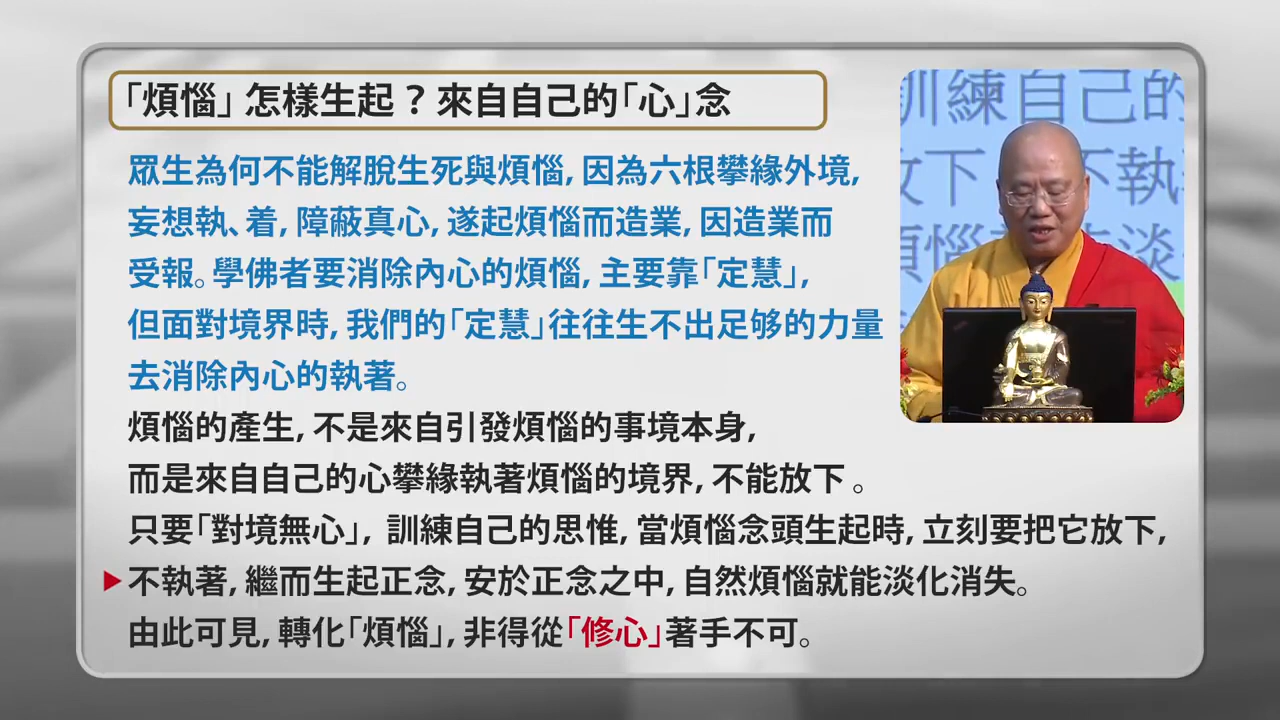 「煩惱」怎樣生起？來自自己的「心」念
眾生為何不能解脫生死與煩惱，因為六根攀緣外境，
妄想執、着，障蔽真心，遂起煩惱而造業，因造業而
受報。學佛者要消除內心的煩惱，主要靠「定慧」，
但面對境界時，我們的「定慧」往往生不出足够的力量
去消除內心的執著。
煩惱的產生，不是來自引發煩惱的事境本身，
而是來自自己的心攀緣執著煩惱的境界，不能放下。
只要「對境無心」，訓練自己的思惟，當煩惱念頭生起時，立刻要把它放下，
不執著，繼而生起正念，安於正念之中，自然煩惱就能淡化消失。
由此可見，轉化「煩惱」，非得從「修心」著手不可。
訓練自己的
放下 不執
煩惱 淡